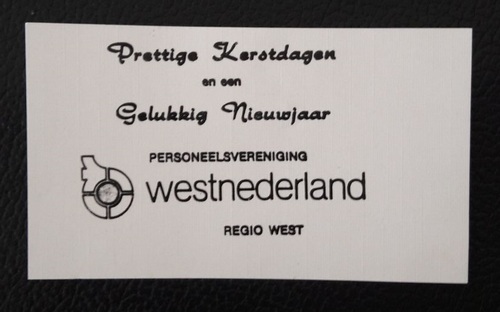 Prettige Kerstdagen
en een
Gelukkig Nieuwjaar
PERSONEELSVERENIGING
westnederland
REGIO WEST